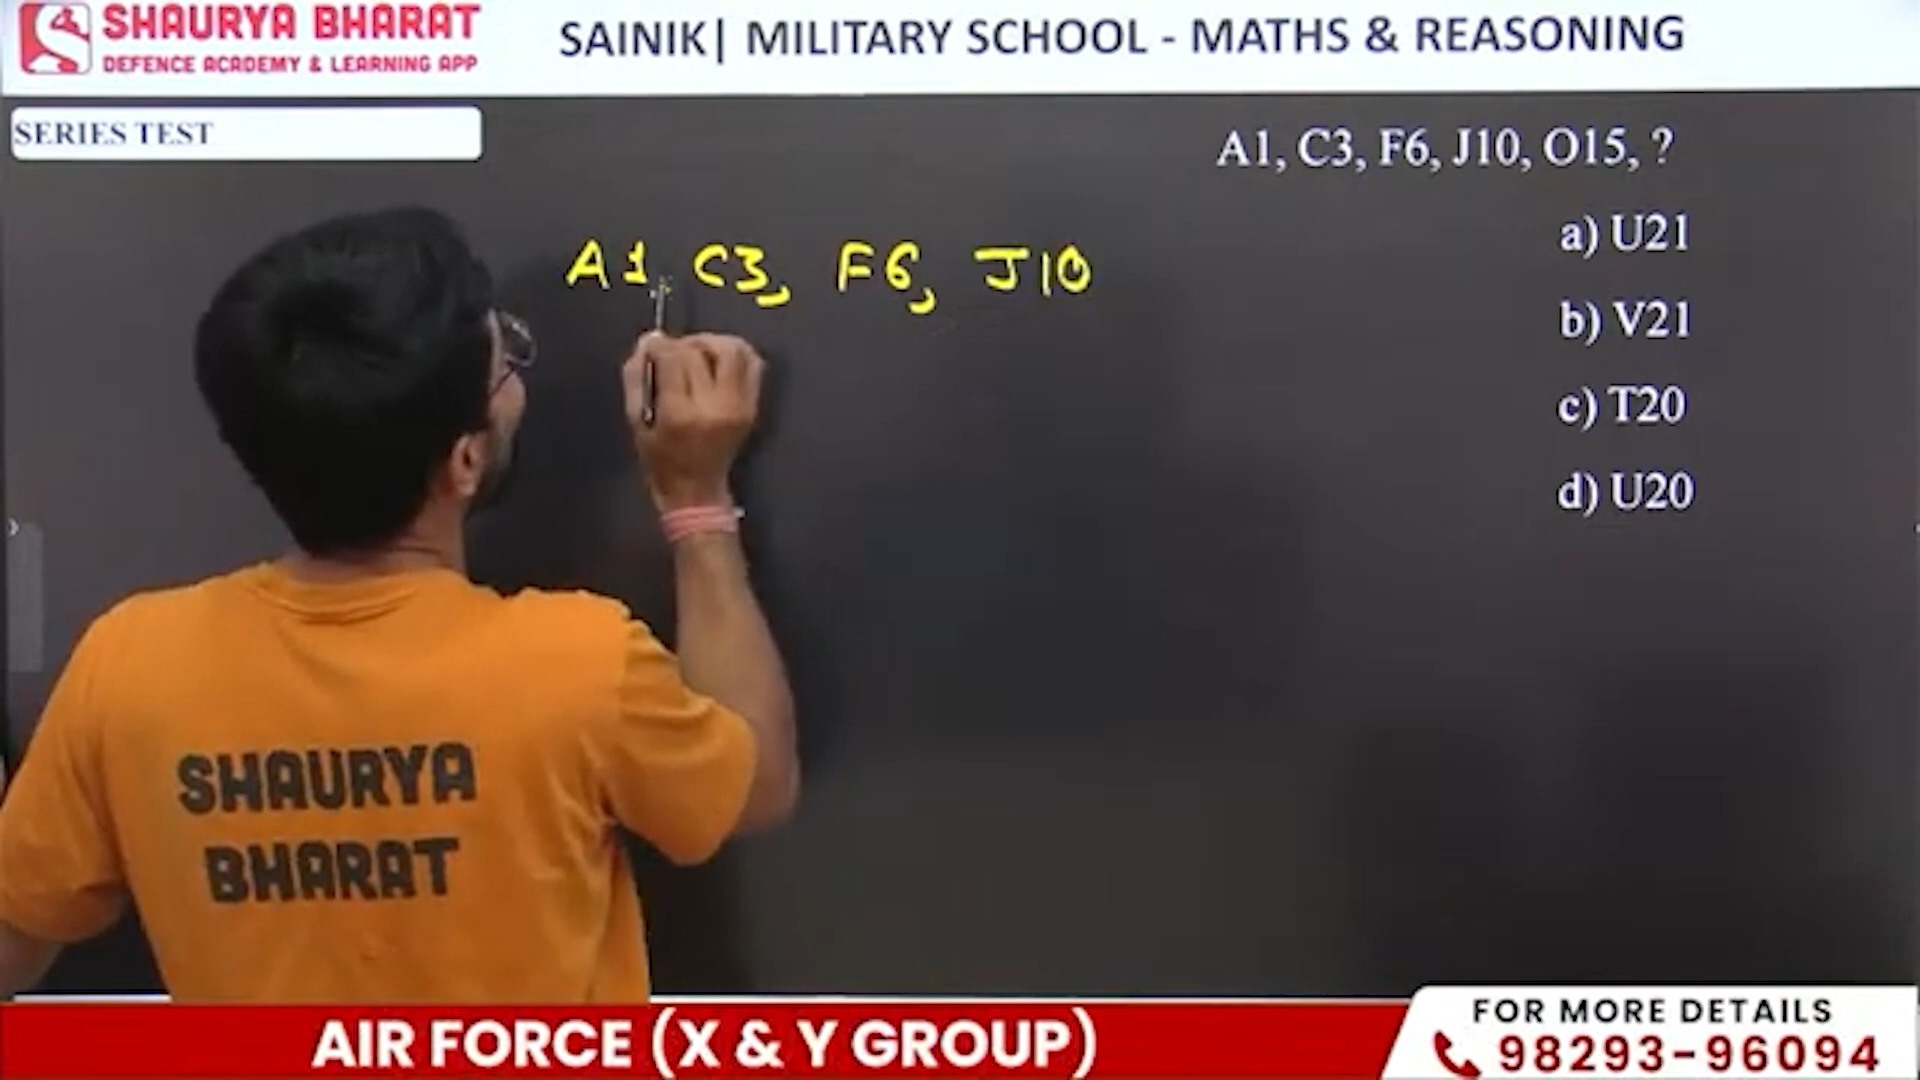 SHAURYA BHARAT
DEFENCE ACADEMY & LEARNING APP
SAINIK| MILITARY SCHOOL - MATHS & REASONING
SERIES TEST
A1, C3, F6, J10, O15, ?
a) U21
b) V21
c) T20
d) U20
A1, C3, F6, J10
SHAURYA
BHARAT
AIR FORCE (X & Y GROUP)
FOR MORE DETAILS
98293-96094